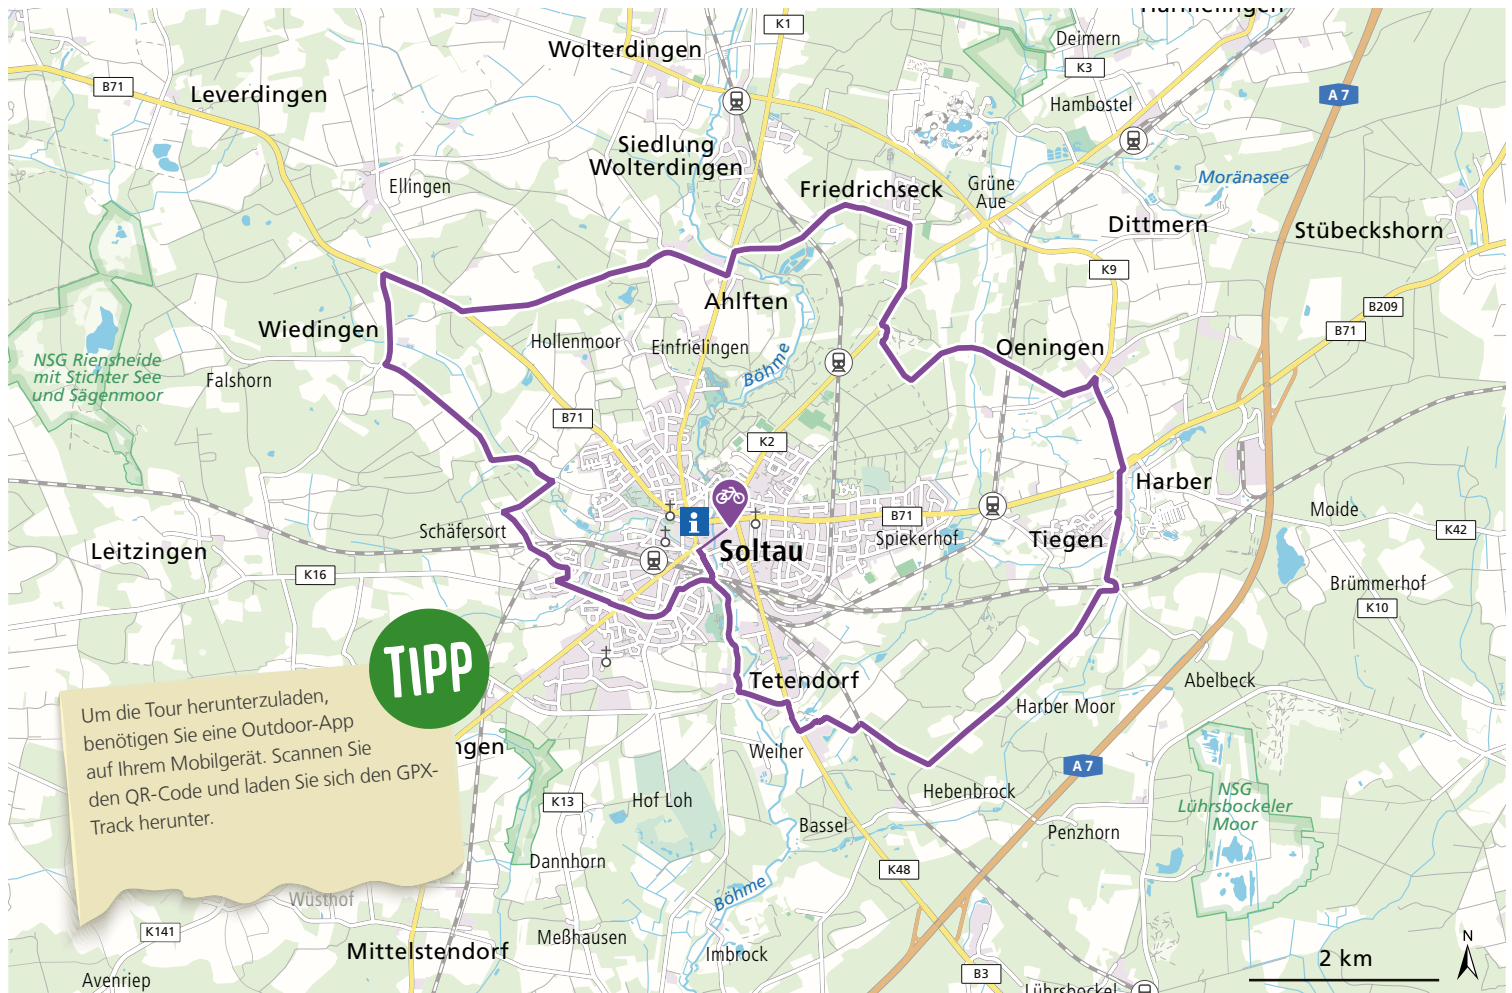 Harmelingen
K1
Deimern
Wolterdingen
K3
B71
Leverdingen
A 7
Hambostel
Siedlung
Wolterdingen
Ellingen
Friedrichseck
Grüne
Aue
Moränasee
Dittmern
Stübeckshorn
K9
Ahlften
B209
Wiedingen
B71
Hollenmoor
Einfrielingen
Oeningen
Böhme
NSG Riensheide
mit Stichter See
und Sägenmoor
Falshorn
B71
K2
Harber
i
Moide
B71
K42
Schäfersort
Spiekerhof
Tiegen
Leitzingen
Soltau
K16
Brümmerhof
K10
TIPP
Tetendorf
Abelbeck
Um die Tour herunterzuladen,
benötigen Sie eine Outdoor-App
auf Ihrem Mobilgerät. Scannen Sie
den QR-Code und laden Sie sich den GPX-
Track herunter.
Harber Moor
ngen
Weiher
A 7
Hebenbrock
NSG
Lührsbockeler
Moor
K13
Hof Loh
Bassel
Penzhorn
Dannhorn
K48
Böhme
Wüsthof
K141
Meßhausen
Mittelstendorf
Imbrock
N
2 km
B3
Avenriep
Lührsbockel